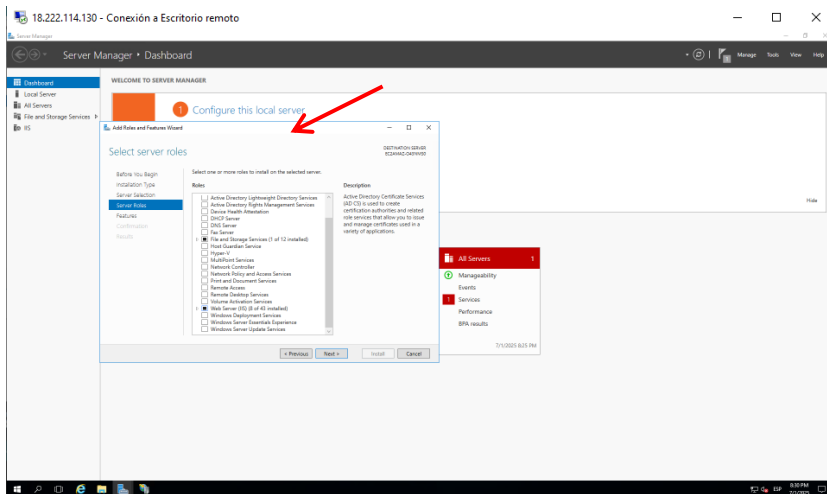 18.222.114.130 - Conexión a Escritorio remoto
Server Manager
Server Manager • Dashboard
Manage Tools View Help
1
Dashboard
Local Server
All Servers
File and Storage Services
IIS
WELCOME TO SERVER MANAGER
1 Configure this local server
Hide
Add Roles and Features Wizard
Select server roles
DESTINATION SERVER
Before You Begin
Installation Type
Server Selection
Server Roles
Features
Confirmation
Results
Select one or more roles to install on the selected server.
Roles
Active Directory Lightweight Directory Services
Active Directory Rights Management Services
Device Health Attestation
DHCP Server
DNS Server
Fax Server
File and Storage Services (1 of 12 installed)
Host Guardian Service
Hyper-V
MultiPoint Services
Network Controller
Network Policy and Access Services
Print and Document Services
Remote Access
Remote Desktop Services
Volume Activation Services
Web Server (IIS) (8 of 43 installed)
Windows Deployment Services
Windows Server Essentials Experience
Windows Server Update Services
Description
Active Directory Certificate Services
(AD CS) is used to create
certification authorities and related
role services that allow you to issue
and manage certificates used in a
variety of applications.
< Previous
Next >
Install
Cancel
All Servers 1
Manageability
Events
1 Services
Performance
BPA results
7/1/2025 8:25 PM
ESP
8:30 PM
7/1/2025